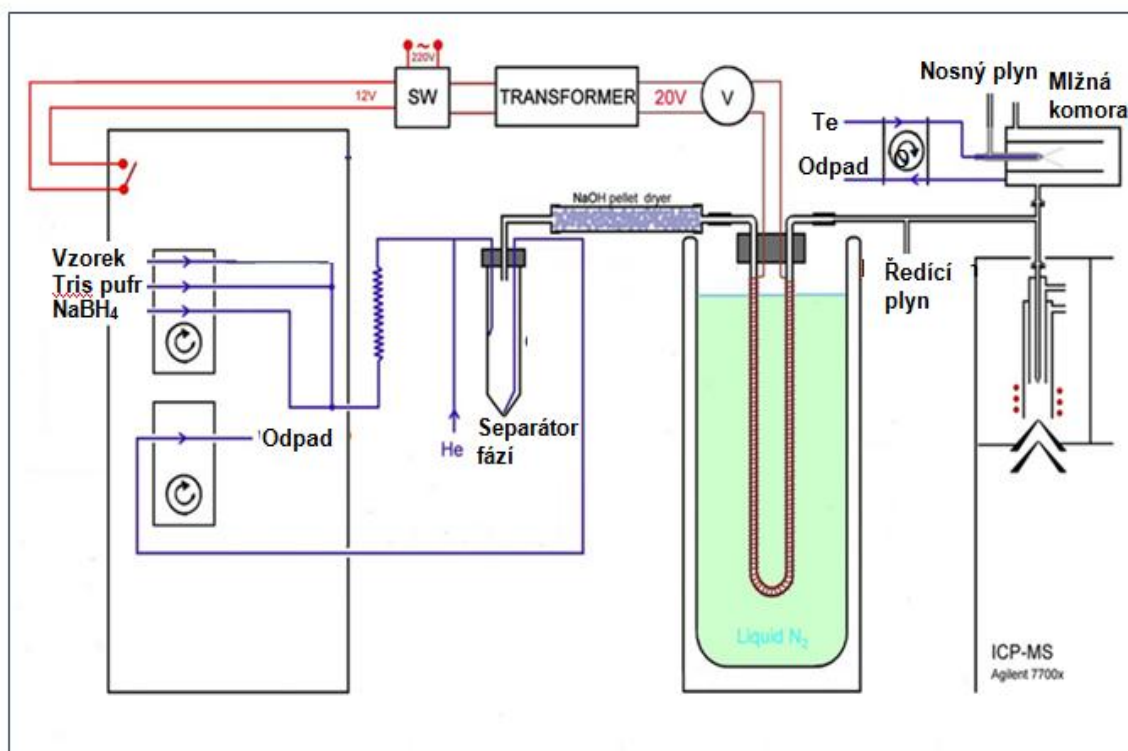 ~
220V
12V
SW
TRANSFORMER
20V
V
Nosný plyn
Mlžná
komora
Te
Odpad
NaOH pellet dryer
Vzorek
Tris pufr
NaBH₄
Ředící
plyn
Odpad
He
Separátor
fází
Liquid N₂
ICP-MS
Agilent 7700x